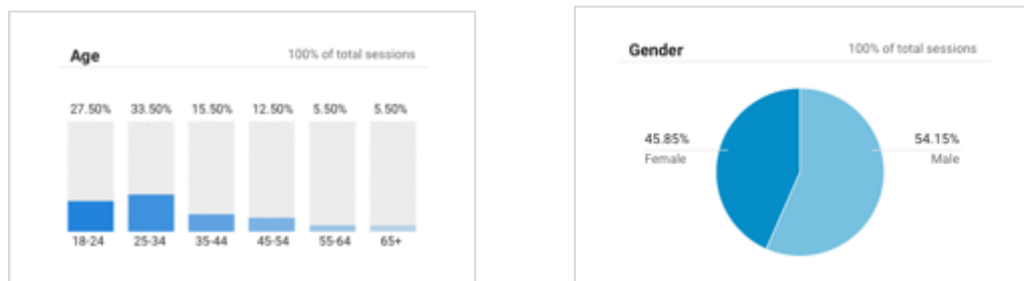 Age
100% of total sessions
27.50% 33.50% 15.50% 12.50% 5.50% 5.50%
18-24 25-34 35-44 45-54 55-64 65+
Gender
100% of total sessions
45.85%
Female
54.15%
Male